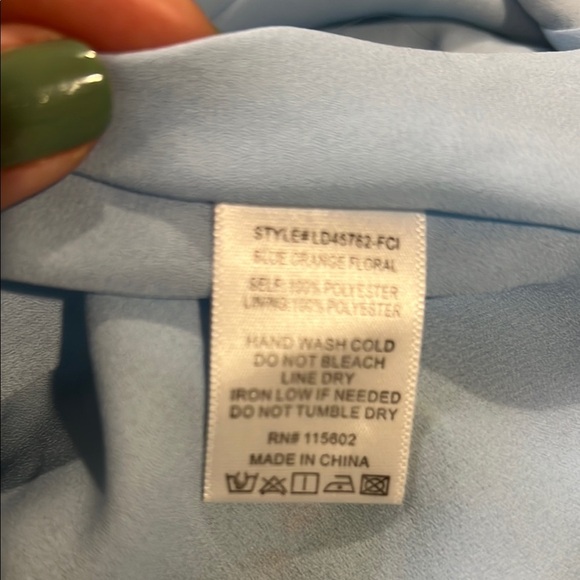 STYLE# LD45762-FCI
BLUE ORANGE FLORAL
SELF: 100% POLYESTER
LINING: 100% POLYESTER
HAND WASH COLD
DO NOT BLEACH
LINE DRY
IRON LOW IF NEEDED
DO NOT TUMBLE DRY
RN# 115602
MADE IN CHINA